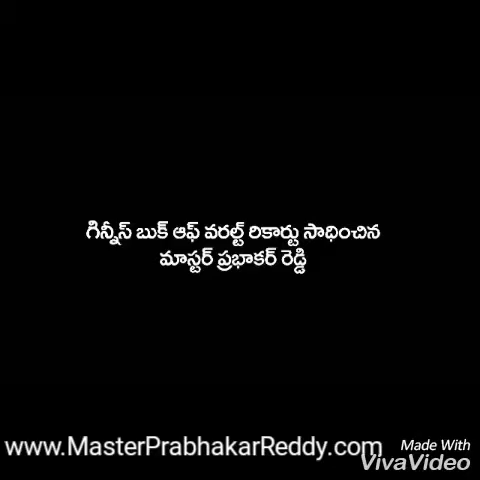 గిన్నీస్ బుక్ ఆఫ్ వరల్ట్ రికార్టు సాధించిన
మాస్టర్ ప్రభాకర్ రెడ్డి
www.MasterPrabhakarReddy.com
Made With
VivaVideo